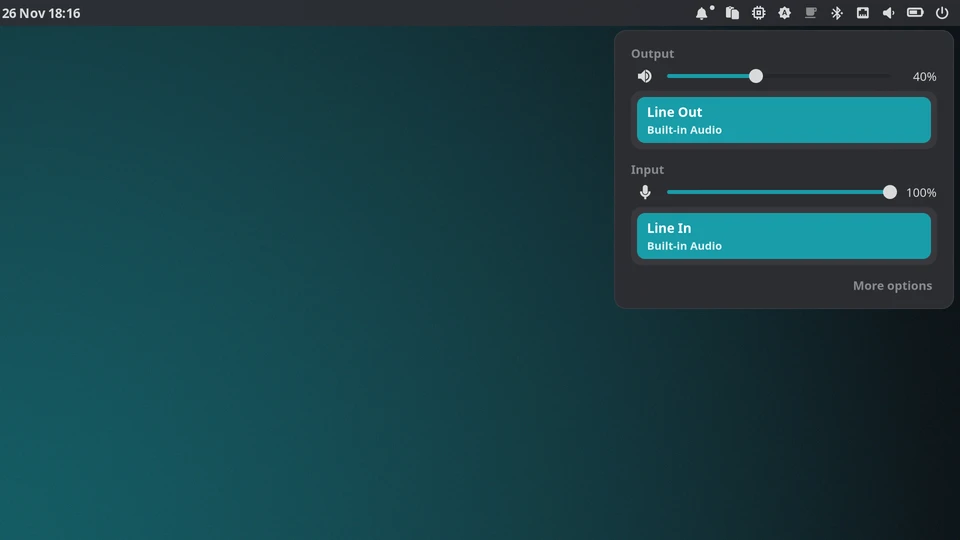 26 Nov 18:16
Output
40%
Line Out
Built-in Audio
Input
100%
Line In
Built-in Audio
More options